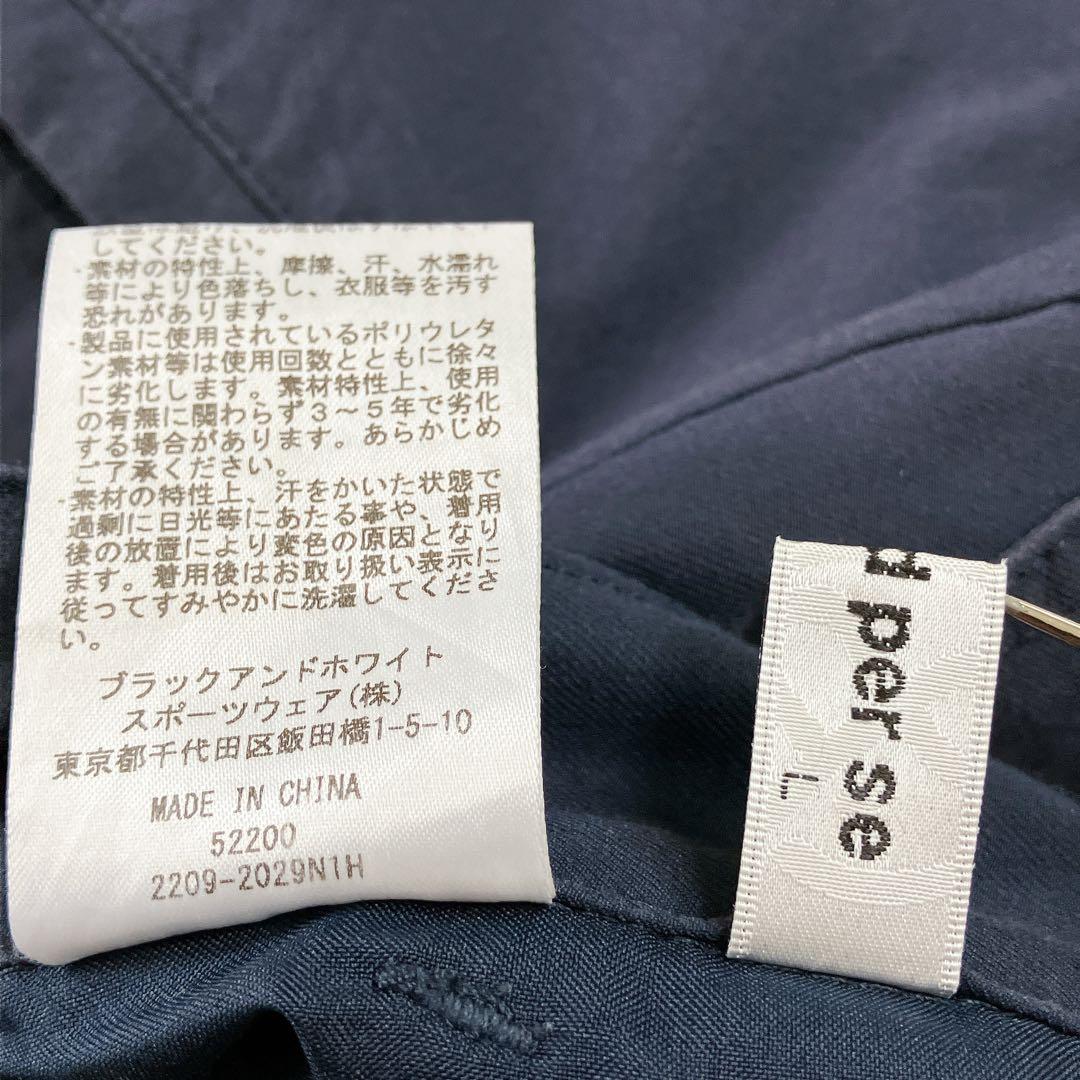 してください。
・素材の特性上、摩擦、汗、水濡れ
等により色落ちし、衣服等を汚す
恐れがあります。
・製品に使用されているポリウレタ
ン素材等は使用回数とともに徐々
に劣化します。素材特性上、使用
の有無に関わらず3～5年で劣化
する場合があります。あらかじめ
ご了承ください。
・素材の特性上、汗をかいた状態で
過剰に日光等にあたる事や、着用
後の放置により変色の原因となり
ます。着用後はお取り扱い表示に
従ってすみやかに洗濯してくださ
い。
ブラックアンドホワイト
スポーツウェア(株)
東京都千代田区飯田橋1-5-10
MADE IN CHINA
52200
2209-2029N1H
per se
L